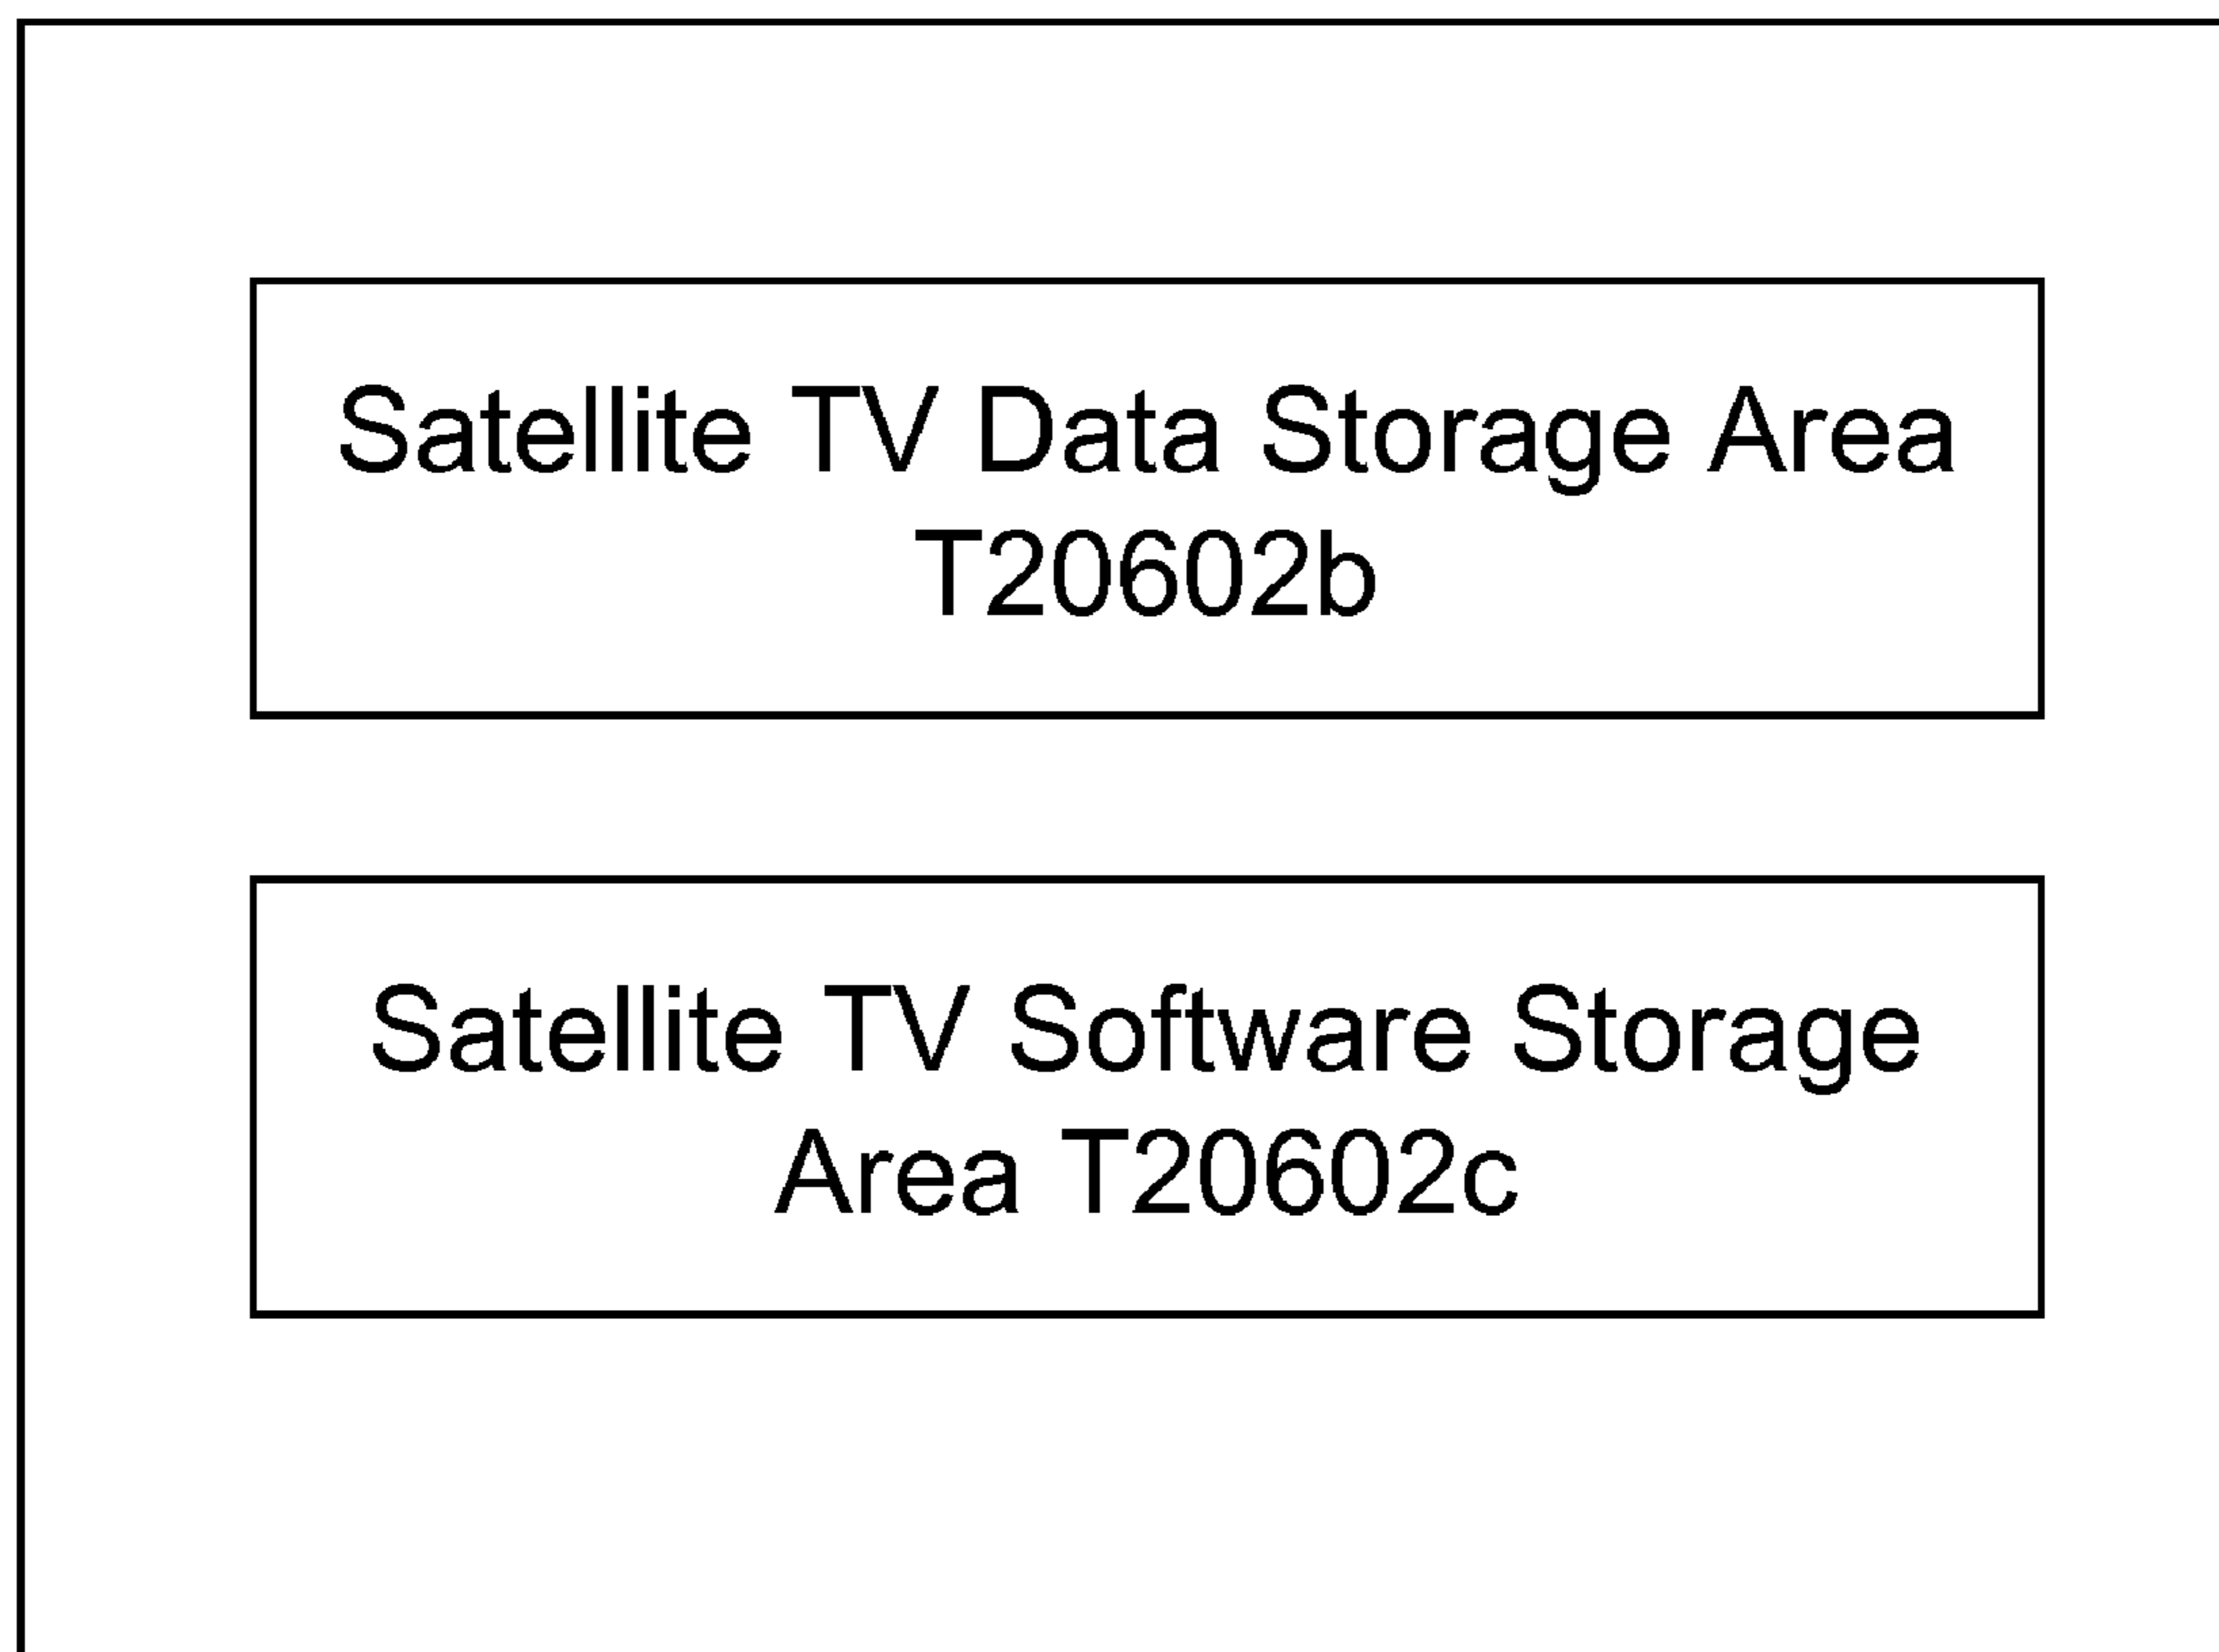 Satellite TV Data Storage Area
T20602b
Satellite TV Software Storage
Area T20602c